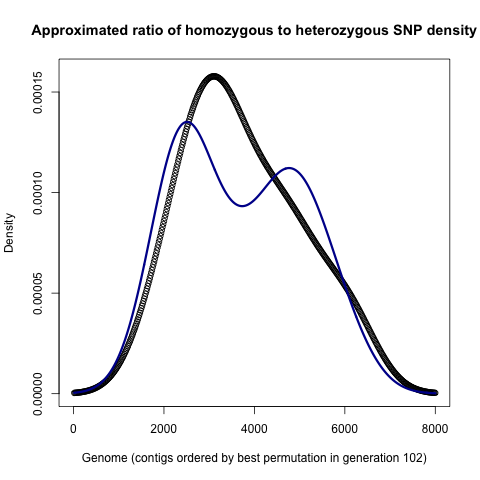 Approximated ratio of homozygous to heterozygous SNP density
0.00015
0.00010
0.00005
0.00000
Density
0 2000 4000 6000 8000
Genome (contigs ordered by best permutation in generation 102)